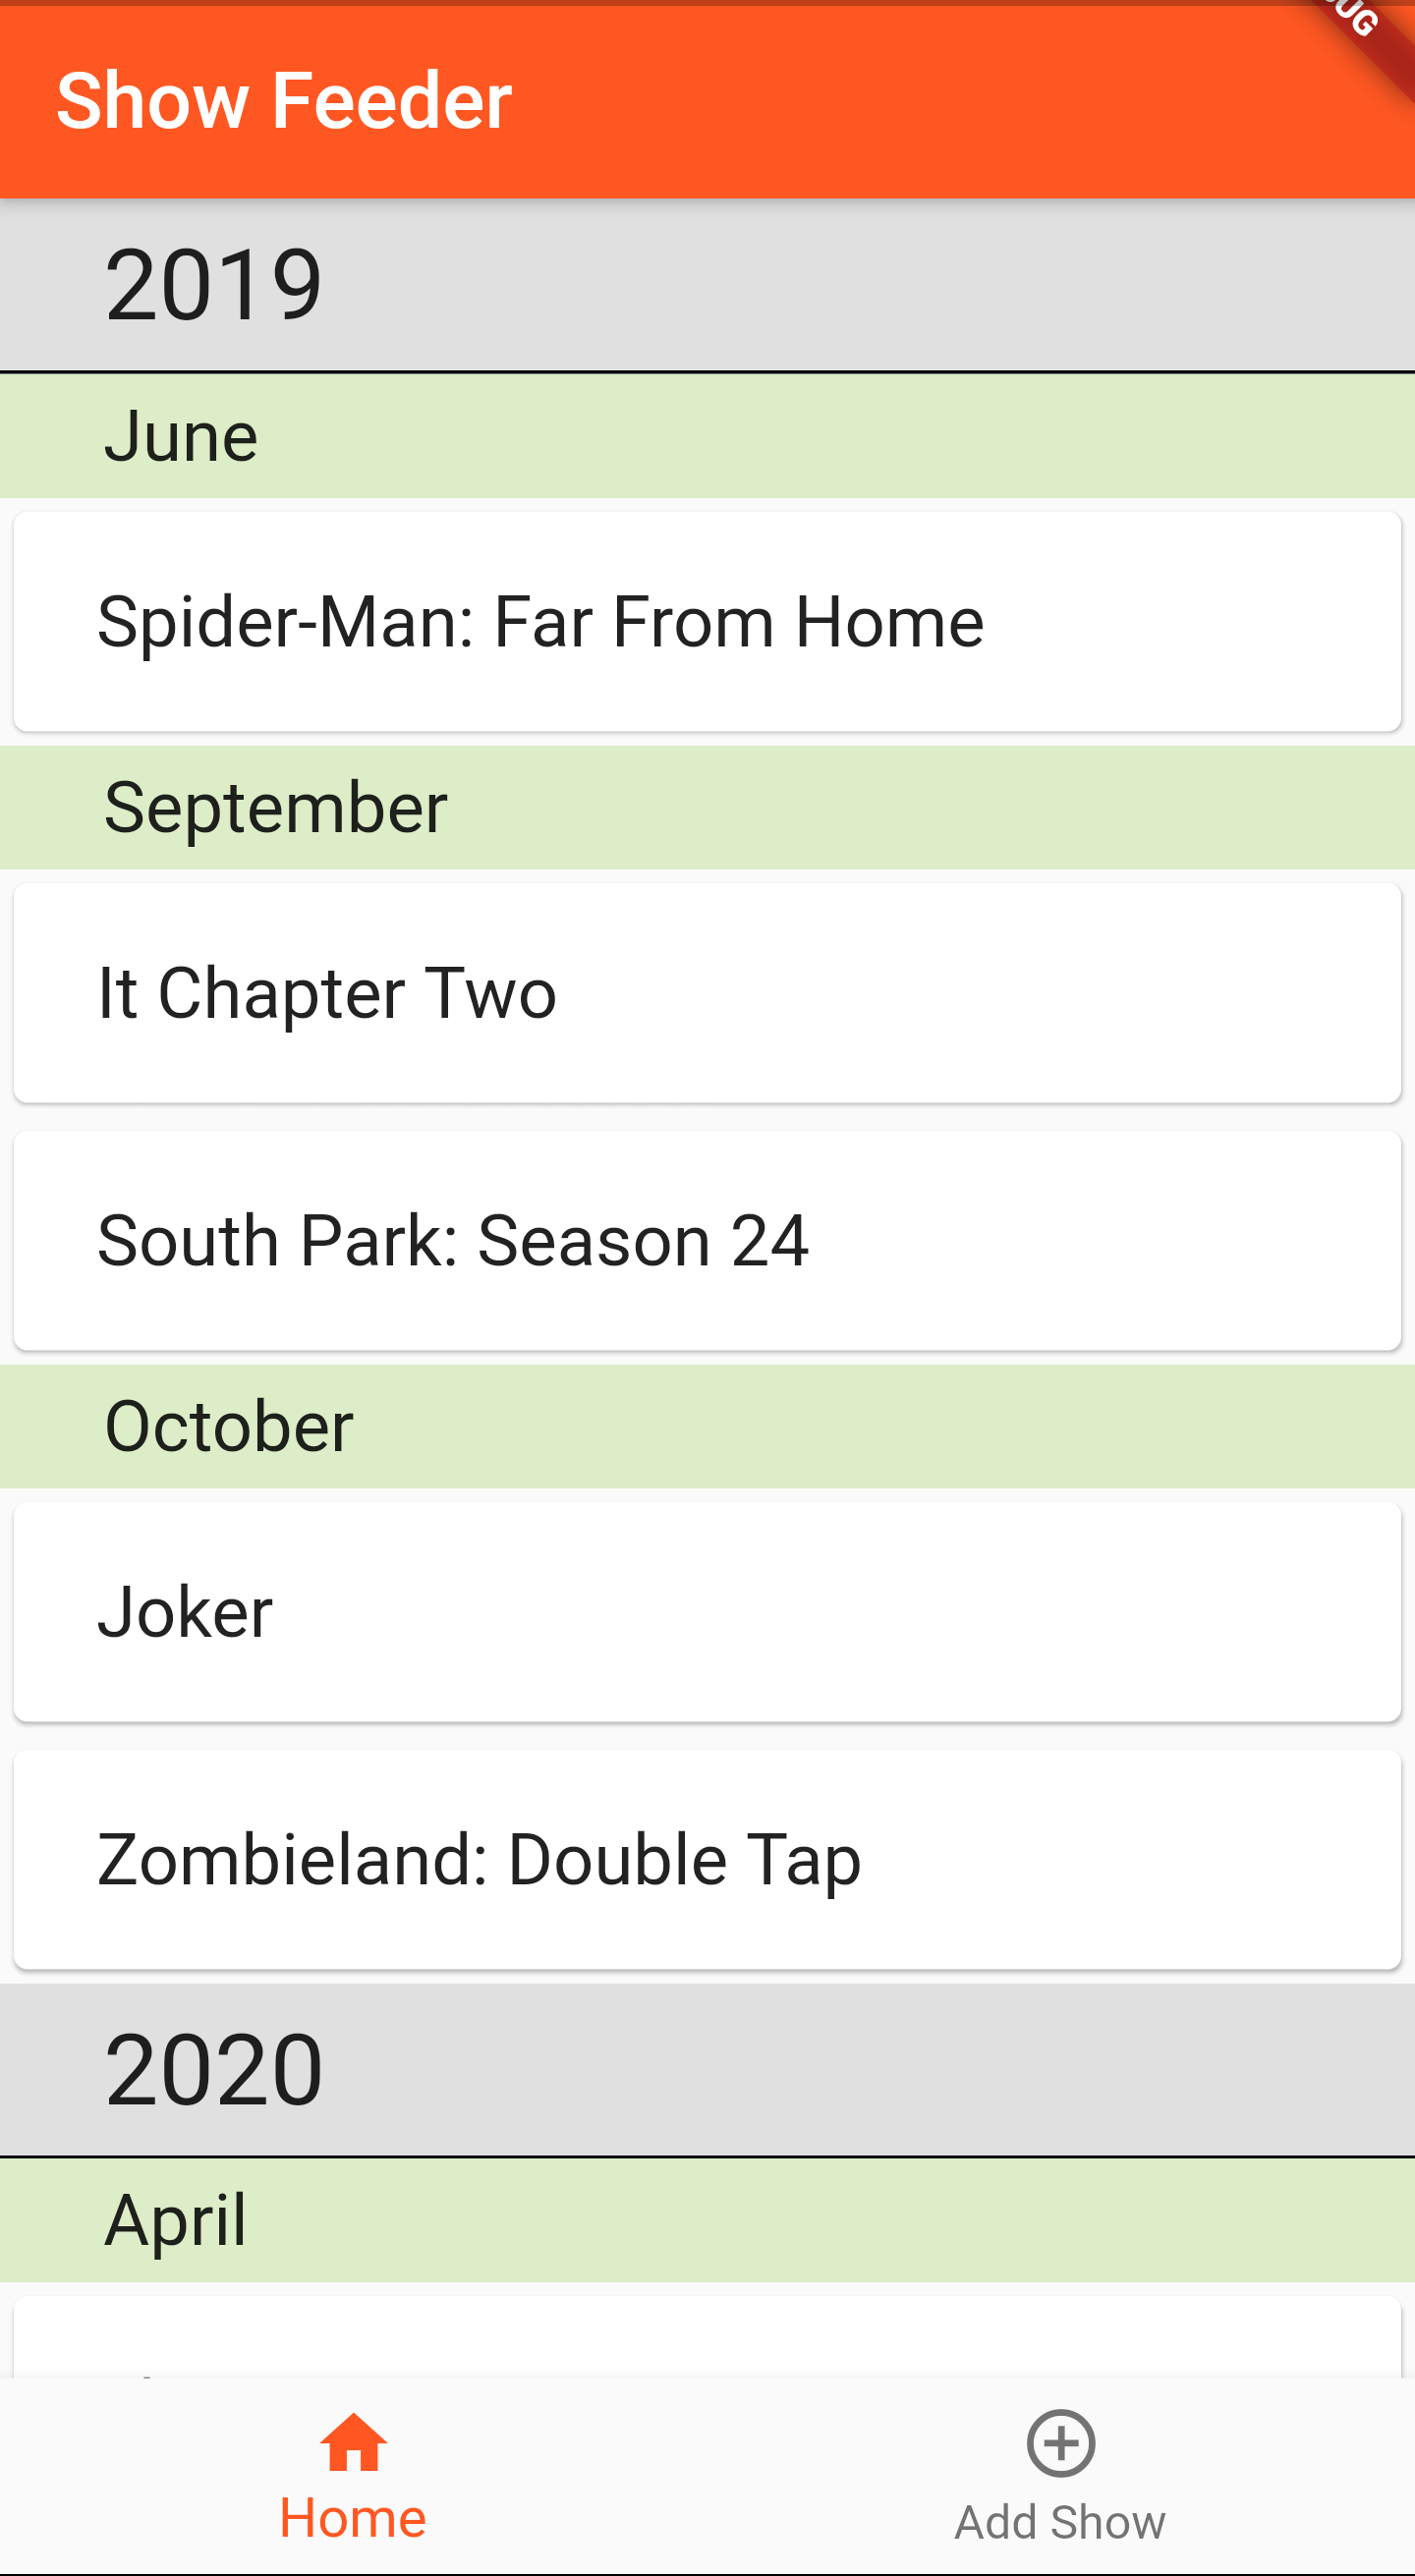 Show Feeder
2019
June
Spider-Man: Far From Home
September
It Chapter Two
South Park: Season 24
October
Joker
Zombieland: Double Tap
2020
April
Home
Add Show